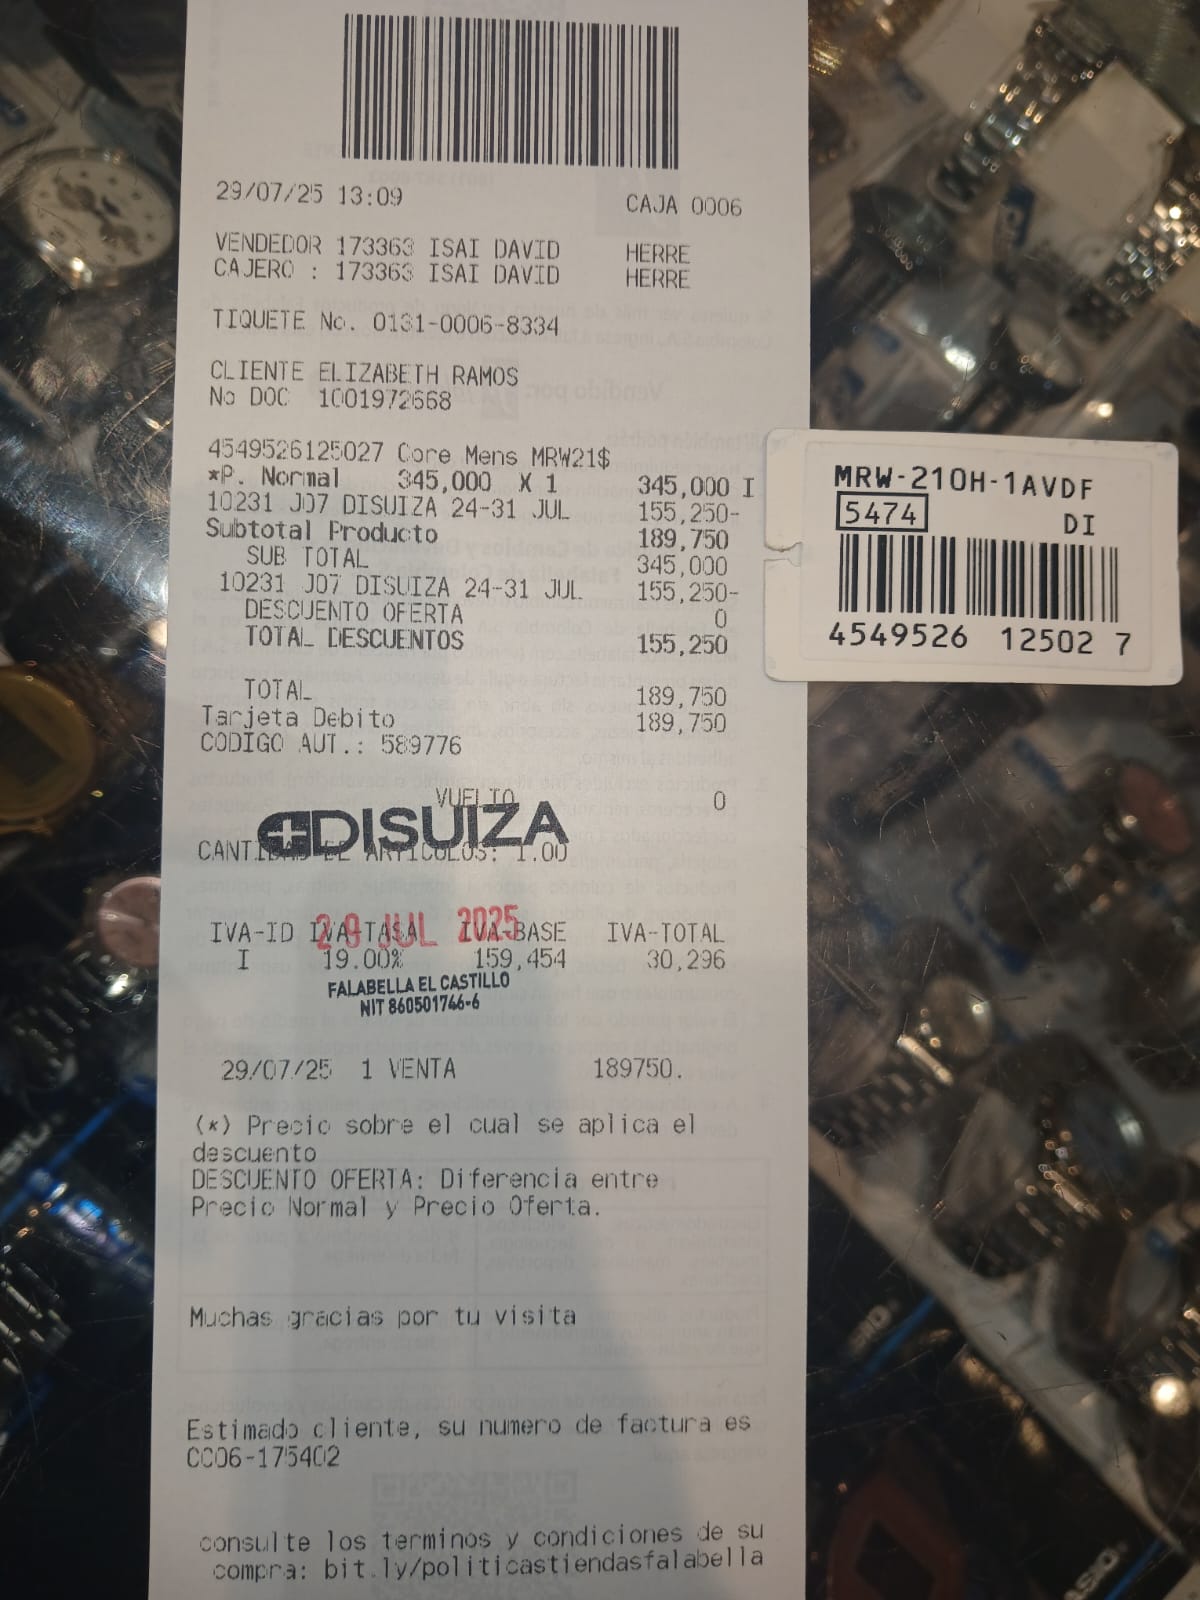 29/07/25 13:09 CAJA 0006
VENDEDOR 173363 ISAI DAVID HERRE
CAJERO : 173363 ISAI DAVID HERRE
TIQUETE No. 0131-0006-8334
CLIENTE ELIZABETH RAMOS
No DOC 1001972668
4549526125027 Core Mens MRW21$
*P. Normal 345,000 X 1 345,000 I
10231 J07 DISUIZA 24-31 JUL 155,250-
Subtotal Producto 189,750
SUB TOTAL 345,000
10231 J07 DISUIZA 24-31 JUL 155,250-
DESCUENTO OFERTA 0
TOTAL DESCUENTOS 155,250
TOTAL 189,750
Tarjeta Debito 189,750
CODIGO AUT.: 589776
VUELTO 0
DISUIZA
CANTIDAD DE ARTICULOS: 1.00
29 JUL 2025
IVA-ID IVA-TASA IVA-BASE IVA-TOTAL
I 19.00% 159,454 30,296
FALABELLA EL CASTILLO
NIT 860501746-6
29/07/25 1 VENTA 189750.
(*) Precio sobre el cual se aplica el
descuento
DESCUENTO OFERTA: Diferencia entre
Precio Normal y Precio Oferta.
Muchas gracias por tu visita
Estimado cliente, su numero de factura es
CC06-175402
consulte los terminos y condiciones de su
compra: bit.ly/politicastiendasfalabella
MRW-210H-1AVDF
5474 DI
4549526 12502 7